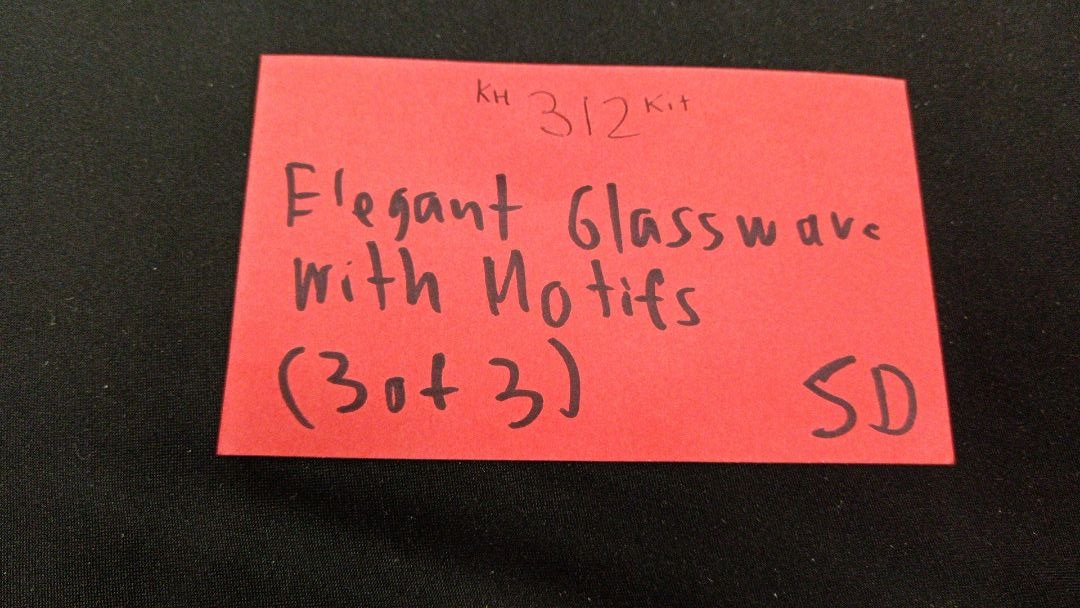 KH 312 Kit
Elegant Glassware
with Motifs
(3 of 3) SD